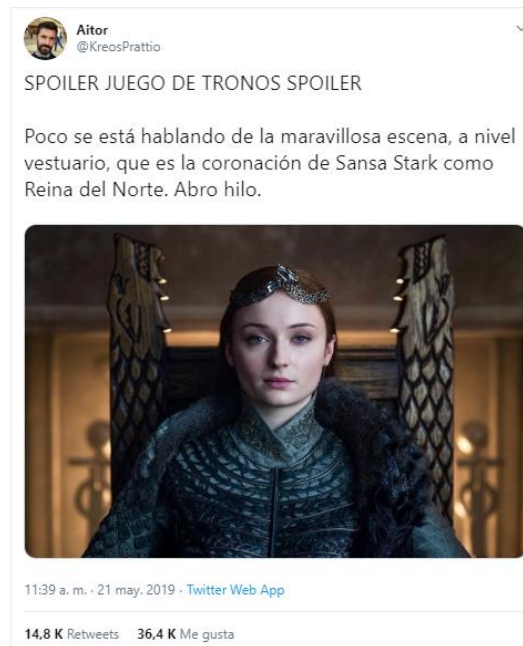 Aitor
@KreosPrattio
SPOILER JUEGO DE TRONOS SPOILER
Poco se está hablando de la maravillosa escena, a nivel
vestuario, que es la coronación de Sansa Stark como
Reina del Norte. Abro hilo.
11:39 a. m. · 21 may. 2019 · Twitter Web App
14,8 K Retweets 36,4 K Me gusta